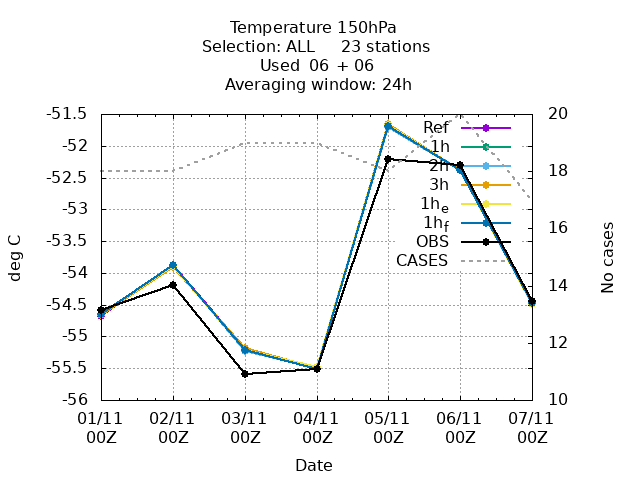 Temperature 150hPa
Selection: ALL 23 stations
Used 06 + 06
Averaging window: 24h
-51.5
-52
-52.5
-53
-53.5
-54
-54.5
-55
-55.5
-56
deg C
20
18
16
14
12
10
No cases
Ref
1h
2h
3h
1he
1hf
OBS
CASES
01/11 02/11 03/11 04/11 05/11 06/11 07/11
00Z 00Z 00Z 00Z 00Z 00Z 00Z
Date